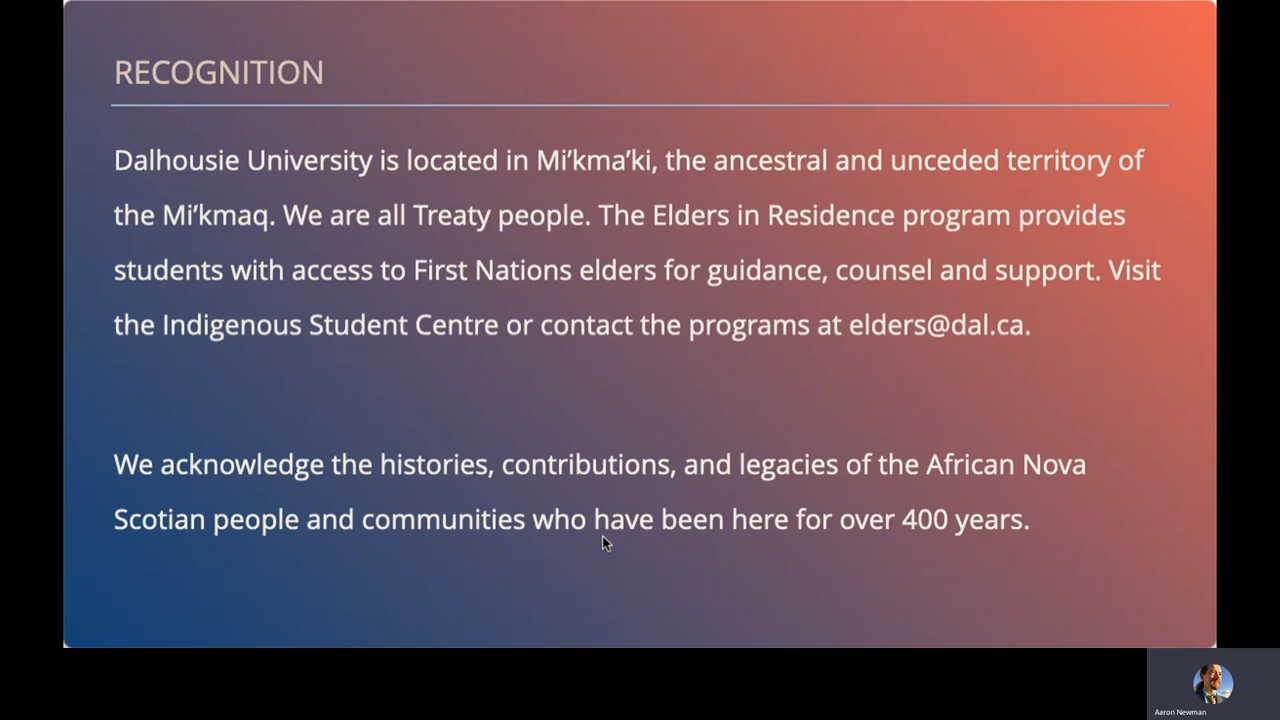 RECOGNITION
Dalhousie University is located in Mi’kma’ki, the ancestral and unceded territory of
the Mi’kmaq. We are all Treaty people. The Elders in Residence program provides
students with access to First Nations elders for guidance, counsel and support. Visit
the Indigenous Student Centre or contact the programs at elders@dal.ca.
We acknowledge the histories, contributions, and legacies of the African Nova
Scotian people and communities who have been here for over 400 years.
Aaron Newman